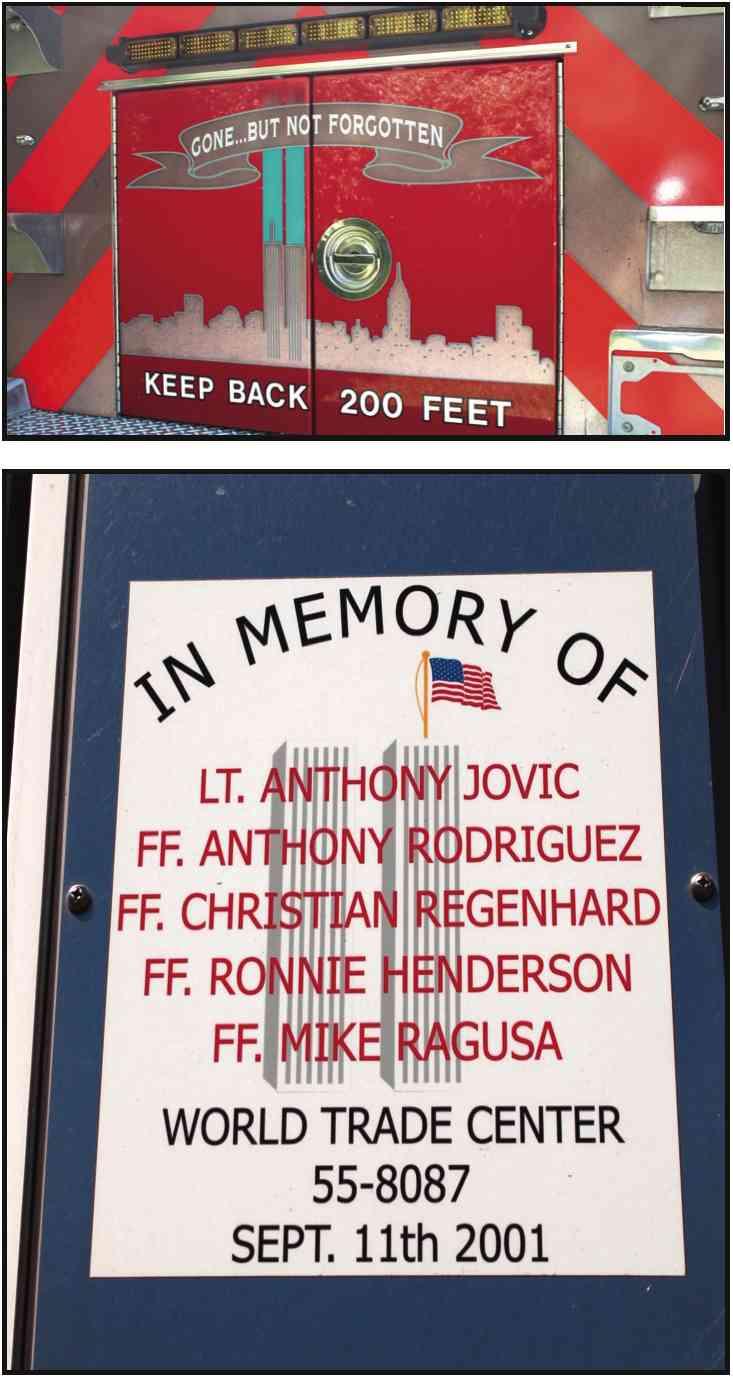 GONE...BUT NOT FORGOTTEN
KEEP BACK 200 FEET
IN MEMORY OF
LT. ANTHONY JOVIC
FF. ANTHONY RODRIGUEZ
FF. CHRISTIAN REGENHARD
FF. RONNIE HENDERSON
FF. MIKE RAGUSA
WORLD TRADE CENTER
55-8087
SEPT. 11th 2001